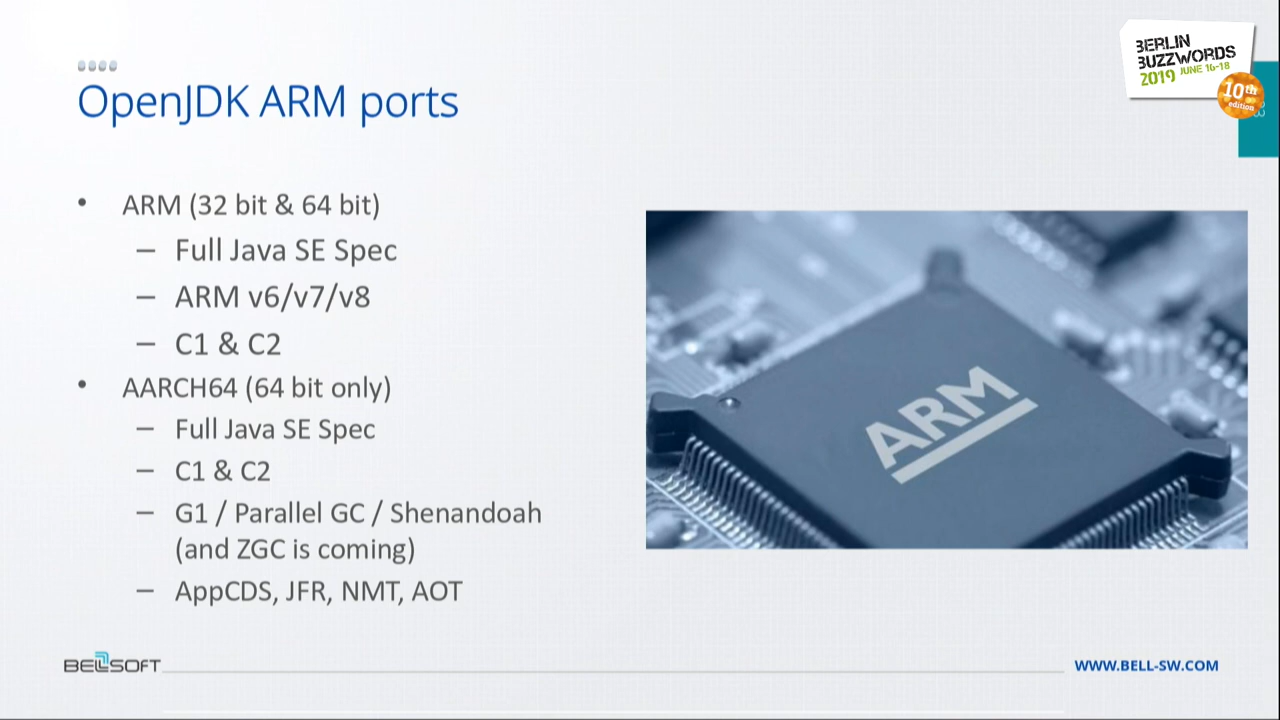 BERLIN
BUZZWORDS
2019 JUNE 16-18
10th
edition
OpenJDK ARM ports
• ARM (32 bit & 64 bit)
– Full Java SE Spec
– ARM v6/v7/v8
– C1 & C2
• AARCH64 (64 bit only)
– Full Java SE Spec
– C1 & C2
– G1 / Parallel GC / Shenandoah
(and ZGC is coming)
– AppCDS, JFR, NMT, AOT
ARM
BELLSOFT
WWW.BELL-SW.COM